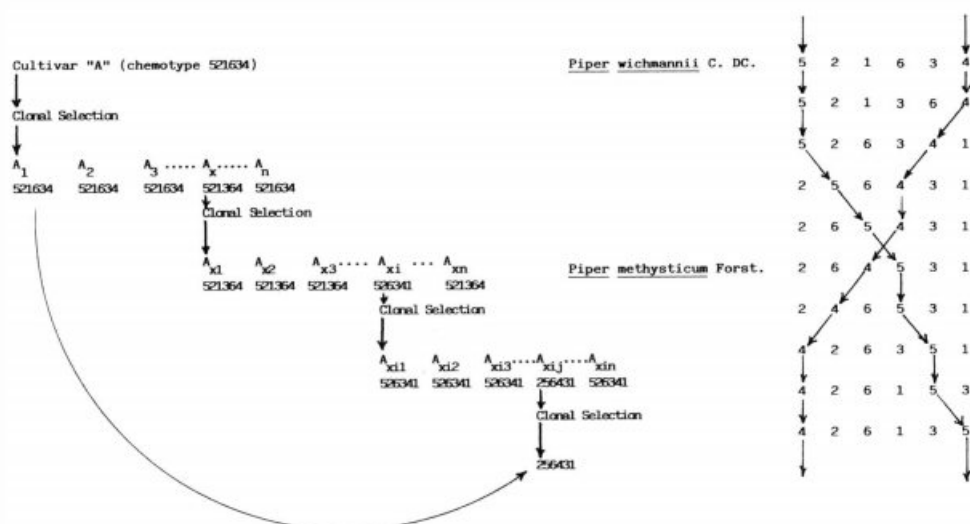 Cultivar "A" (chemotype 521634)
Clonal Selection
A1 A2 A3 ..... Ax ..... An
521634 521634 521634 521364 521634
Clonal Selection
Ax1 Ax2 Ax3 ..... Axi ... Axn
521364 521364 521364 526341 521364
Clonal Selection
Axi1 Axi2 Axi3 ..... Axij ..... Axin
526341 526341 526341 256431 526341
Clonal Selection
256431
Piper wichmannii C. DC. 5 2 1 6 3 4
5 2 1 3 6 4
5 2 6 3 4 1
2 5 6 4 3 1
2 6 5 4 3 1
Piper methysticum Forst. 2 6 4 5 3 1
2 4 6 5 3 1
4 2 6 3 5 1
4 2 6 1 5 3
4 2 6 1 3 5